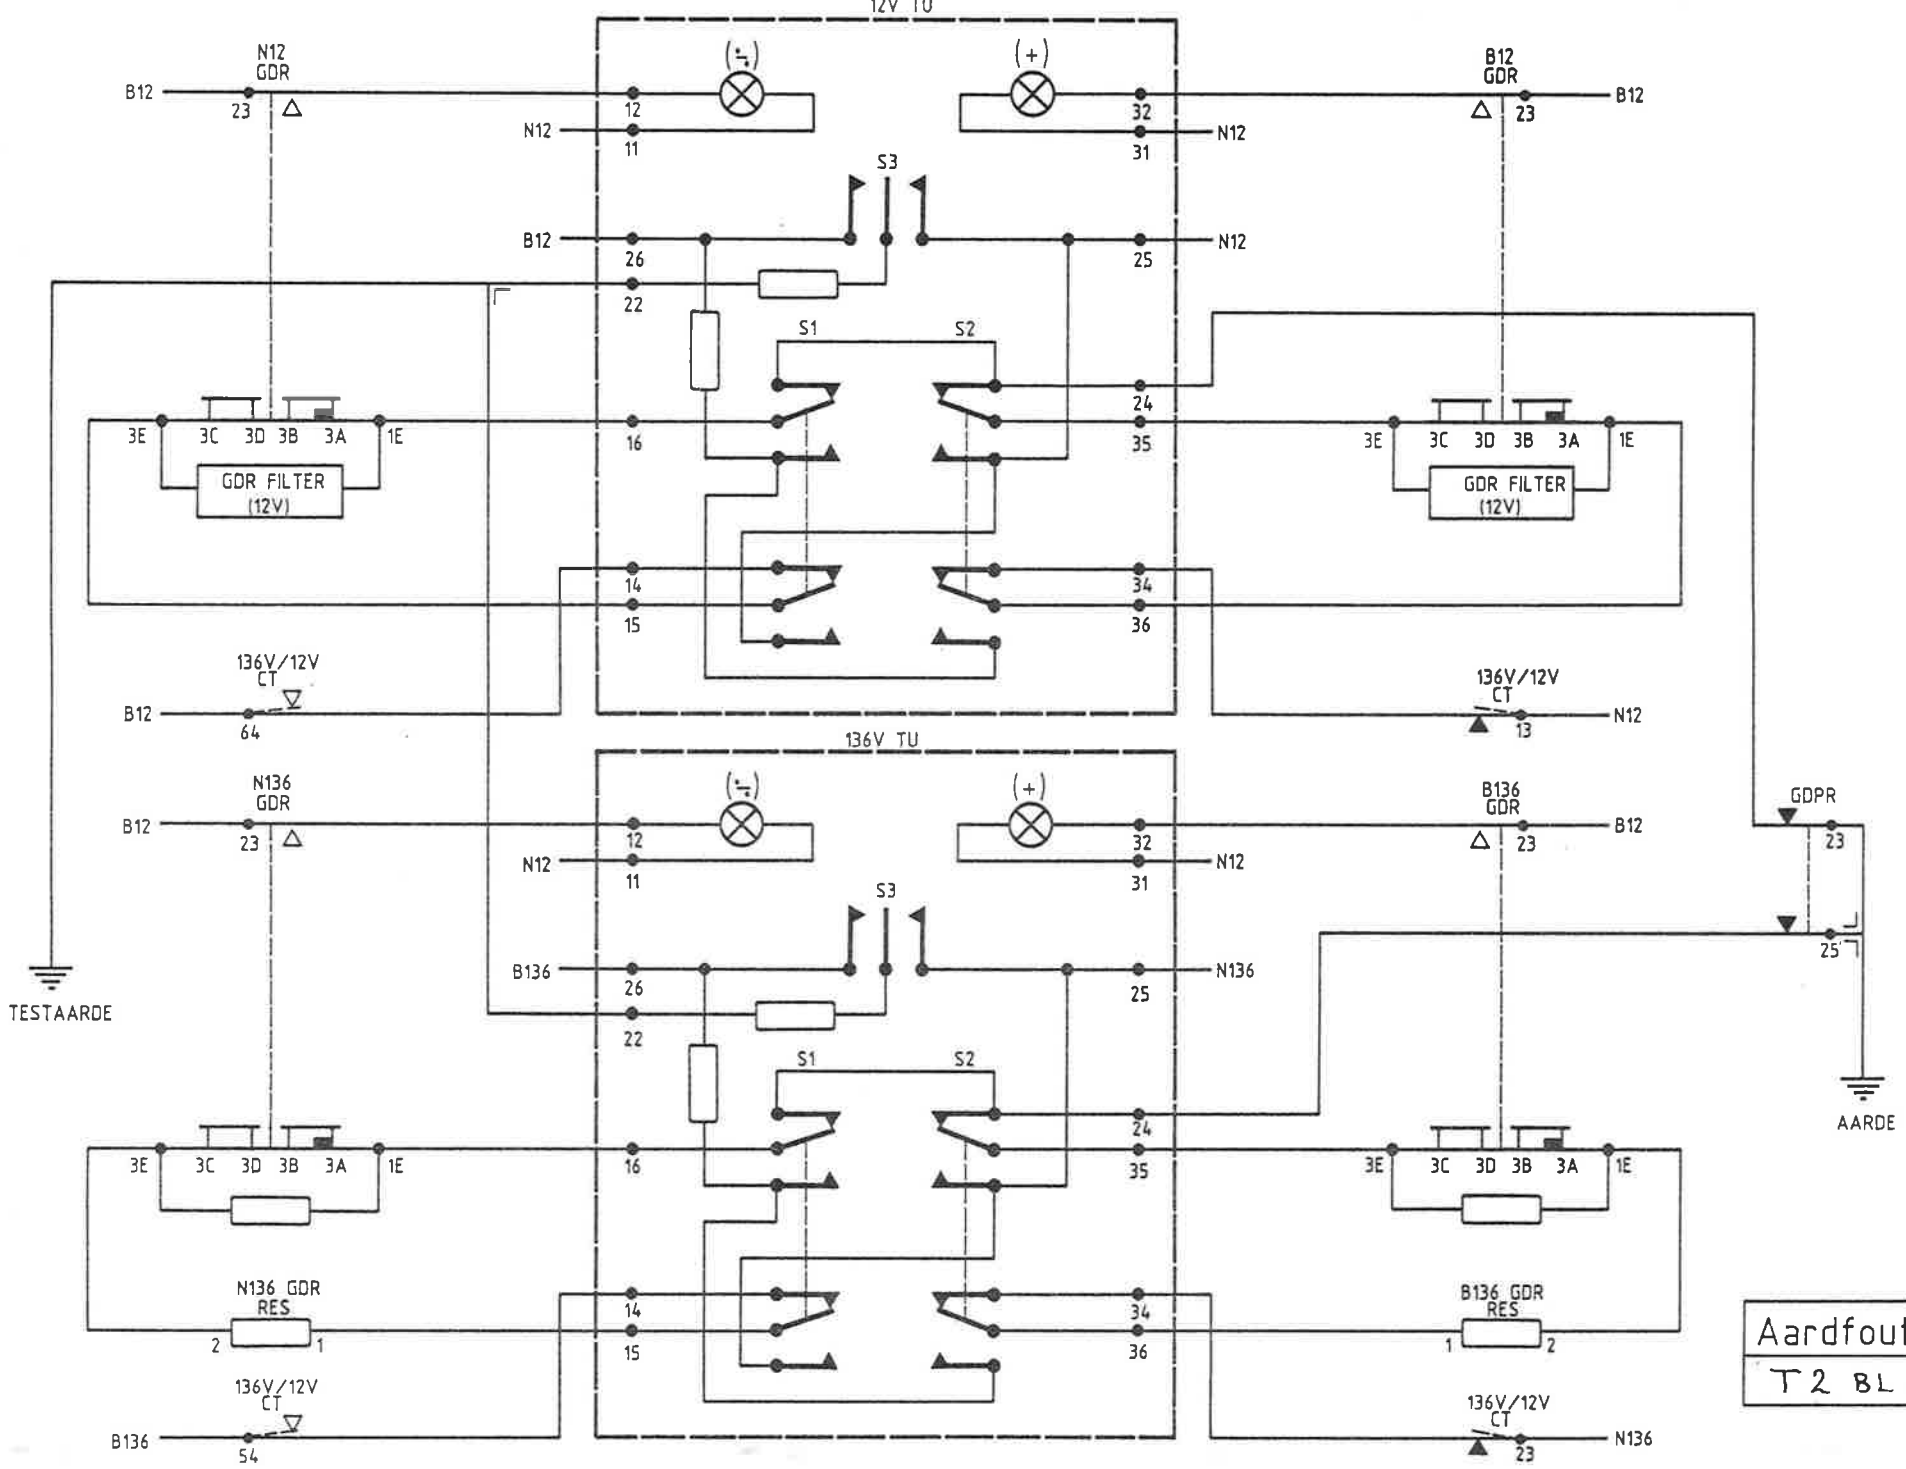 12V TU
N12
GDR
(-)
(+)
B12
GDR
B12
23
12
32
23
B12
N12
11
31
N12
S3
B12
26
25
N12
22
S1
S2
24
3E
3C
3D
3B
3A
1E
16
35
3E
3C
3D
3B
3A
1E
GDR FILTER
(12V)
GDR FILTER
(12V)
14
34
15
36
136V/12V
CT
136V/12V
CT
B12
64
13
N12
136V TU
N136
GDR
(-)
(+)
B136
GDR
GDPR
B12
23
12
32
23
B12
23
N12
11
31
N12
S3
25
B136
26
25
N136
TESTAARDE
22
S1
S2
24
AARDE
3E
3C
3D
3B
3A
1E
16
35
3E
3C
3D
3B
3A
1E
N136 GDR
RES
14
34
B136 GDR
RES
2
1
15
36
1
2
Aardfout
T2 BL
136V/12V
CT
136V/12V
CT
B136
54
23
N136